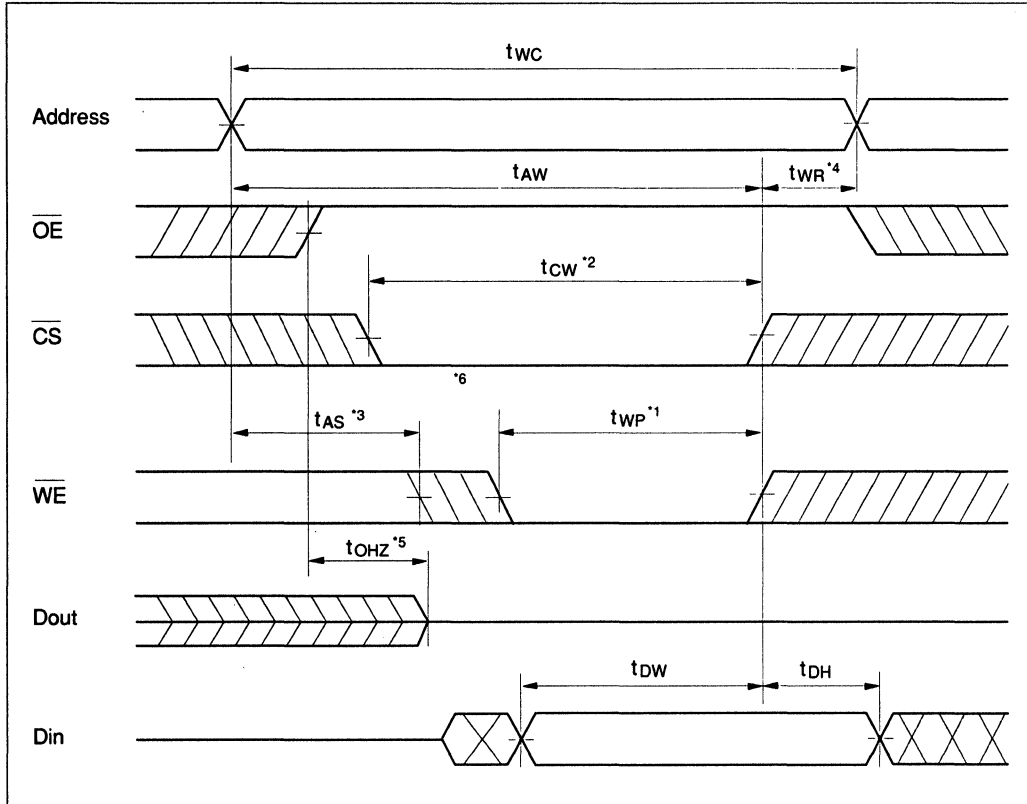 tWC
Address
tAW
tWR*4
OE
tCW*2
CS
*6
tAS*3
tWP*1
WE
tOHZ*5
Dout
tDW
tDH
Din